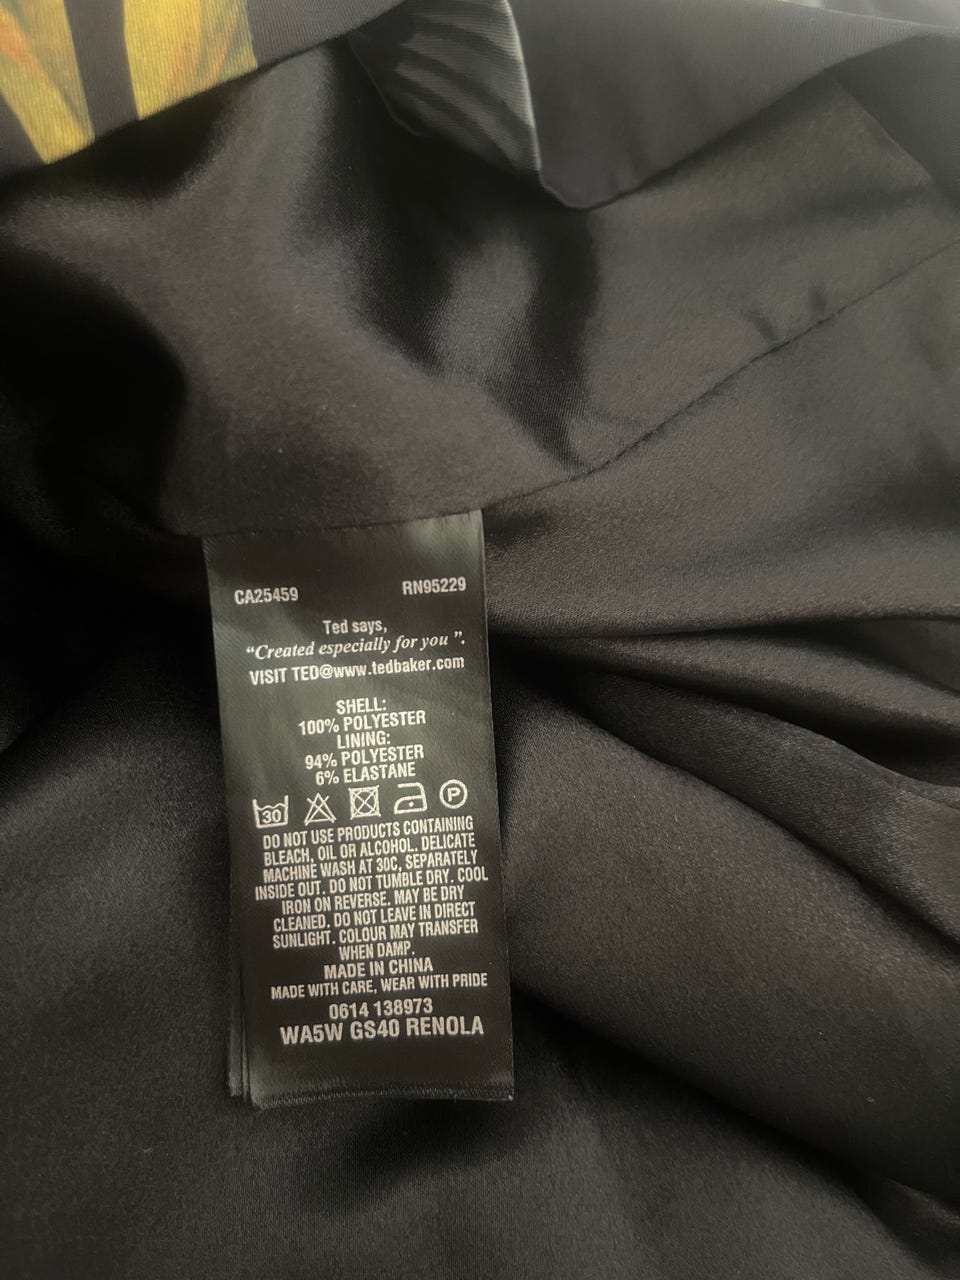 CA25459 RN95229
Ted says,
“Created especially for you ”.
VISIT TED@www.tedbaker.com
SHELL:
100% POLYESTER
LINING:
94% POLYESTER
6% ELASTANE
30 P
DO NOT USE PRODUCTS CONTAINING
BLEACH, OIL OR ALCOHOL. DELICATE
MACHINE WASH AT 30C, SEPARATELY
INSIDE OUT. DO NOT TUMBLE DRY. COOL
IRON ON REVERSE. MAY BE DRY
CLEANED. DO NOT LEAVE IN DIRECT
SUNLIGHT. COLOUR MAY TRANSFER
WHEN DAMP.
MADE IN CHINA
MADE WITH CARE, WEAR WITH PRIDE
0614 138973
WA5W GS40 RENOLA